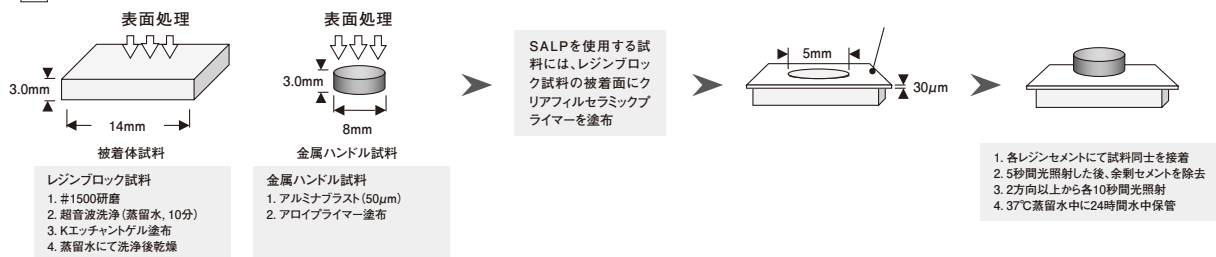 表面処理
3.0mm
14mm
被着体試料
レジンブロック試料
1. #1500研磨
2. 超音波洗浄(蒸留水, 10分)
3. Kエッチャントゲル塗布
4. 蒸留水にて洗浄後乾燥
表面処理
3.0mm
8mm
金属ハンドル試料
金属ハンドル試料
1. アルミナブラスト(50μm)
2. アロイプライマー塗布
SALPを使用する試
料には、レジンブロッ
ク試料の被着面にク
リアフィルセラミックプ
ライマーを塗布
5mm
30μm
1. 各レジンセメントにて試料同士を接着
2. 5秒間光照射した後、余剰セメントを除去
3. 2方向以上から各10秒間光照射
4. 37℃蒸留水中に24時間水中保管